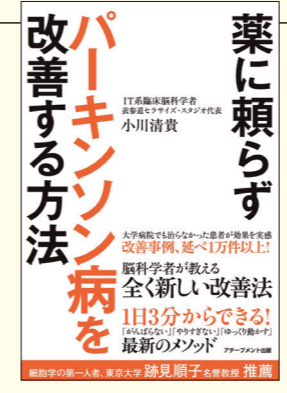 薬に頼らず
パーキンソン病を
改善する方法
IT系臨床脳科学者
表参道セラサイズ・スタジオ代表
小川清貴
大学病院でも治らなかった患者が効果を実感
改善事例、延べ1万件以上!
脳科学者が教える
全く新しい改善法
1日3分からできる!
「がんばらない」「やりすぎない」「ゆっくり動かす」
最新のメソッド
アチーブメント出版
細胞学の第一人者、東京大学 跡見順子名誉教授 推薦